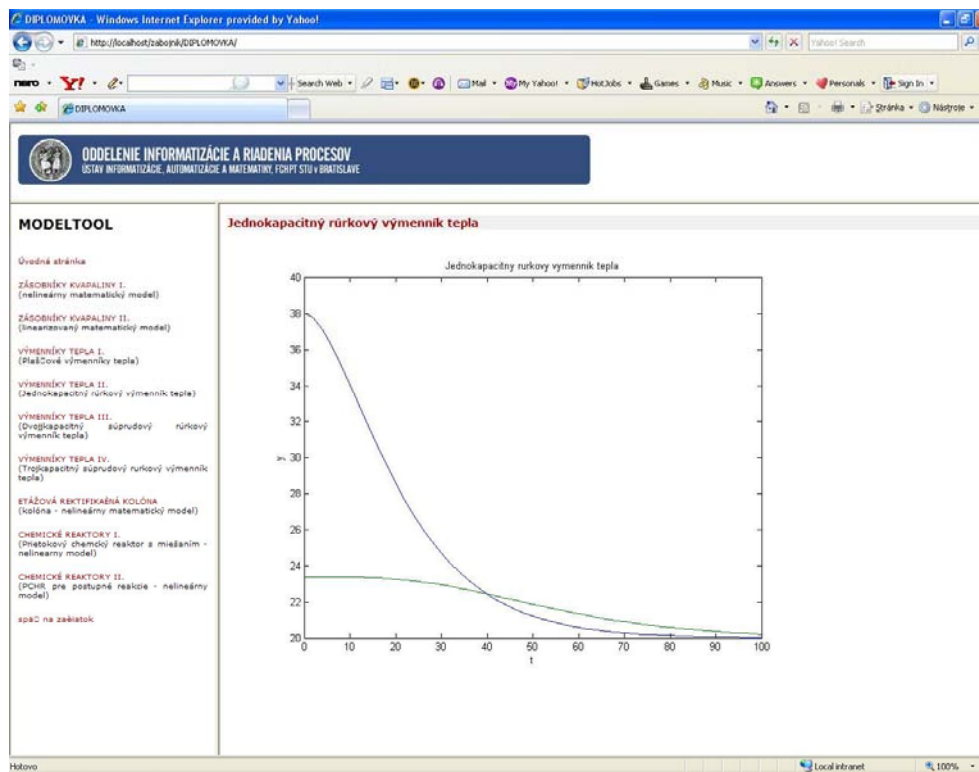 DIPLOMOVKA - Windows Internet Explorer provided by Yahoo!
http://localhost/zabojnik/DIPLOMOVKA/
Yahoo! Search
nero
Y!
Search Web
Mail
My Yahoo!
HotJobs
Games
Music
Answers
Personals
Sign In
DIPLOMOVKA
Stránka
Nástroje
ODDELENIE INFORMATIZÁCIE A RIADENIA PROCESOV
ÚSTAV INFORMATIZÁCIE, AUTOMATIZÁCIE A MATEMATIKY, FCHPT STU v BRATISLAVE
MODELTOOL
Úvodná stránka
ZÁSOBNÍKY KVAPALINY I.
(nelineárny matematický model)
ZÁSOBNÍKY KVAPALINY II.
(linearizovaný matematický model)
VÝMENNÍKY TEPLA I.
(Pláš□ové výmenníky tepla)
VÝMENNÍKY TEPLA II.
(Jednokapacitný rúrkový výmenník tepla)
VÝMENNÍKY TEPLA III.
(Dvojkapacitný súprudový rúrkový
výmenník tepla)
VÝMENNÍKY TEPLA IV.
(Trojkapacitný súprudový rurkový výmenník
tepla)
ETÁŽOVÁ REKTIFIKAÈNÁ KOLÓNA
(kolóna - nelineárny matematický model)
CHEMICKÉ REAKTORY I.
(Prietokový chemcký reaktor s miešaním -
nelinearny model)
CHEMICKÉ REAKTORY II.
(PCHR pre postupné reakcie - nelineárny
model)
spä□ na zaèiatok
Jednokapacitný rúrkový výmenník tepla
Jednokapacitny rurkovy vymennik tepla
40
38
36
34
32
y
30
28
26
24
22
20
0 10 20 30 40 50 60 70 80 90 100
t
Hotovo
Local intranet
100%